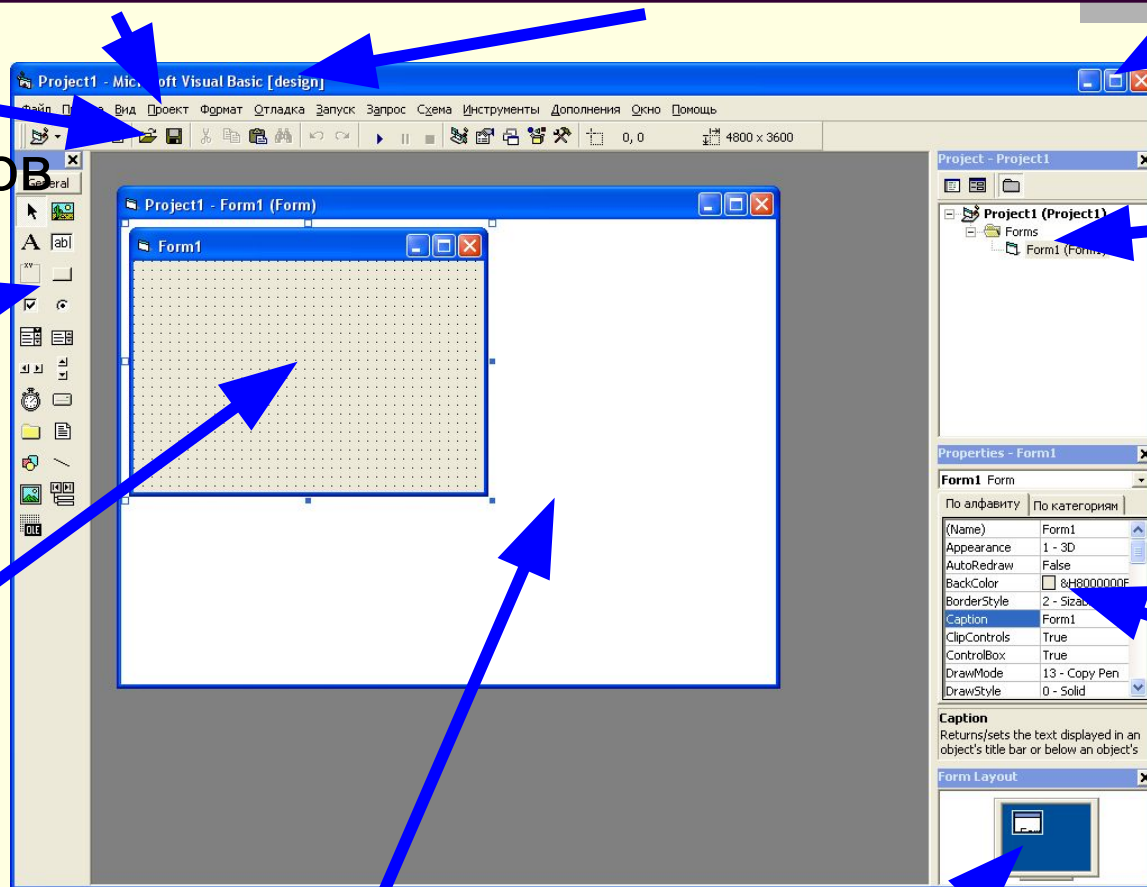 Project1 - Microsoft Visual Basic [design]
Вид Проект Формат Отладка Запуск Запрос Схема Инструменты Дополнения Окно Помощь
0, 0 4800 x 3600
ов
General
A ab|
XY
OLE
Project1 - Form1 (Form)
Form1
Project - Project1
Project1 (Project1)
Forms
Form1 (Form1)
Properties - Form1
Form1 Form
По алфавиту По категориям
(Name) Form1
Appearance 1 - 3D
AutoRedraw False
BackColor &H8000000F
BorderStyle 2 -
Caption Form1
ClipControls True
ControlBox True
DrawMode 13 - Copy Pen
DrawStyle 0 - Solid
Caption
Returns/sets the text displayed in an
object's title bar or below an object's
Form Layout